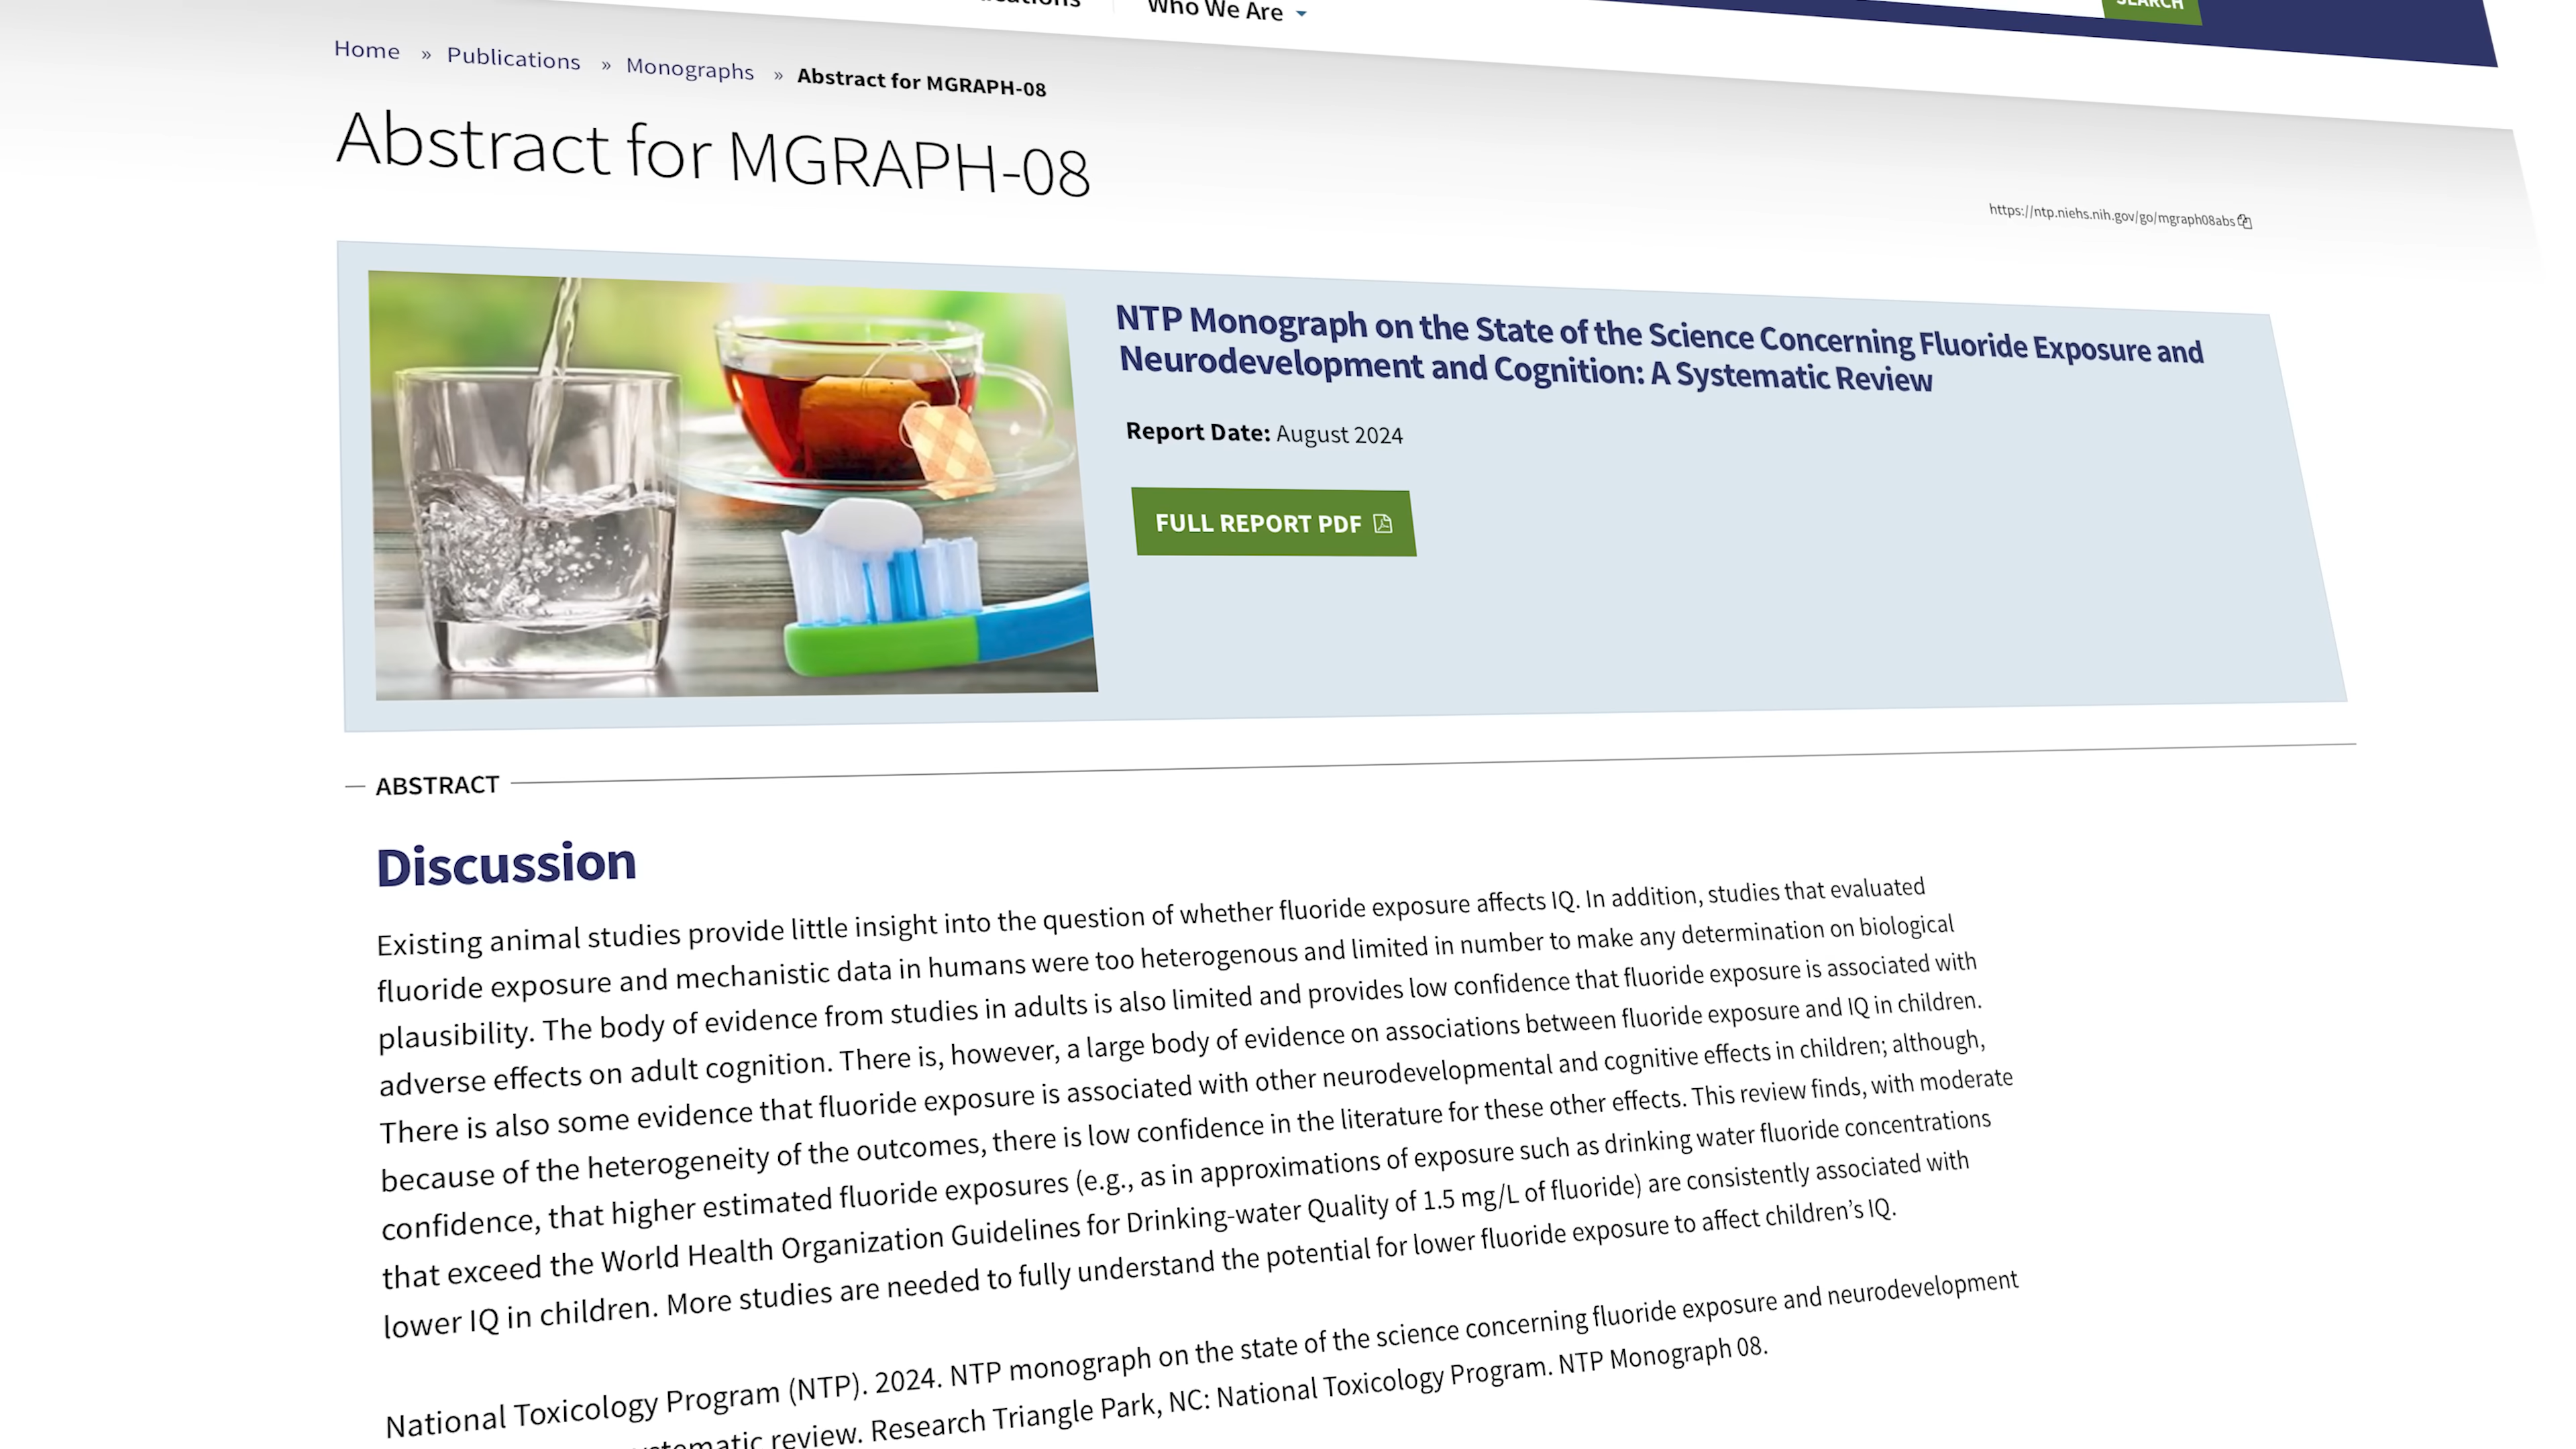 Who We Are
SEARCH
Home » Publications » Monographs » Abstract for MGRAPH-08
Abstract for MGRAPH-08
https://ntp.niehs.nih.gov/go/mgraph08abs
NTP Monograph on the State of the Science Concerning Fluoride Exposure and
Neurodevelopment and Cognition: A Systematic Review
Report Date: August 2024
FULL REPORT PDF
ABSTRACT
Discussion
Existing animal studies provide little insight into the question of whether fluoride exposure affects IQ. In addition, studies that evaluated
fluoride exposure and mechanistic data in humans were too heterogenous and limited in number to make any determination on biological
plausibility. The body of evidence from studies in adults is also limited and provides low confidence that fluoride exposure is associated with
adverse effects on adult cognition. There is, however, a large body of evidence on associations between fluoride exposure and IQ in children.
There is also some evidence that fluoride exposure is associated with other neurodevelopmental and cognitive effects in children; although,
because of the heterogeneity of the outcomes, there is low confidence in the literature for these other effects. This review finds, with moderate
confidence, that higher estimated fluoride exposures (e.g., as in approximations of exposure such as drinking water fluoride concentrations
that exceed the World Health Organization Guidelines for Drinking-water Quality of 1.5 mg/L of fluoride) are consistently associated with
lower IQ in children. More studies are needed to fully understand the potential for lower fluoride exposure to affect children's IQ.
National Toxicology Program (NTP). 2024. NTP monograph on the state of the science concerning fluoride exposure and neurodevelopment
review. Research Triangle Park, NC: National Toxicology Program. NTP Monograph 08.